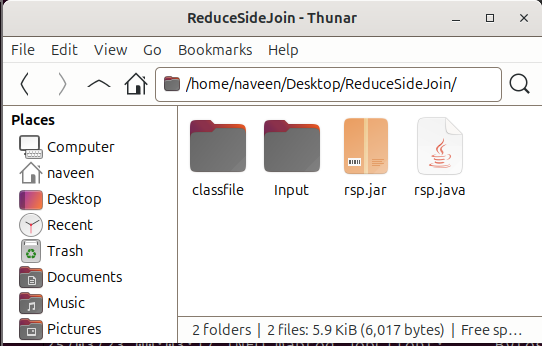 ReduceSideJoin - Thunar
File Edit View Go Bookmarks Help
/home/naveen/Desktop/ReduceSideJoin/
Places
Computer
naveen
Desktop
Recent
Trash
Documents
Music
Pictures
classfile Input rsp.jar rsp.java
2 folders | 2 files: 5.9 KiB (6,017 bytes) | Free sp...